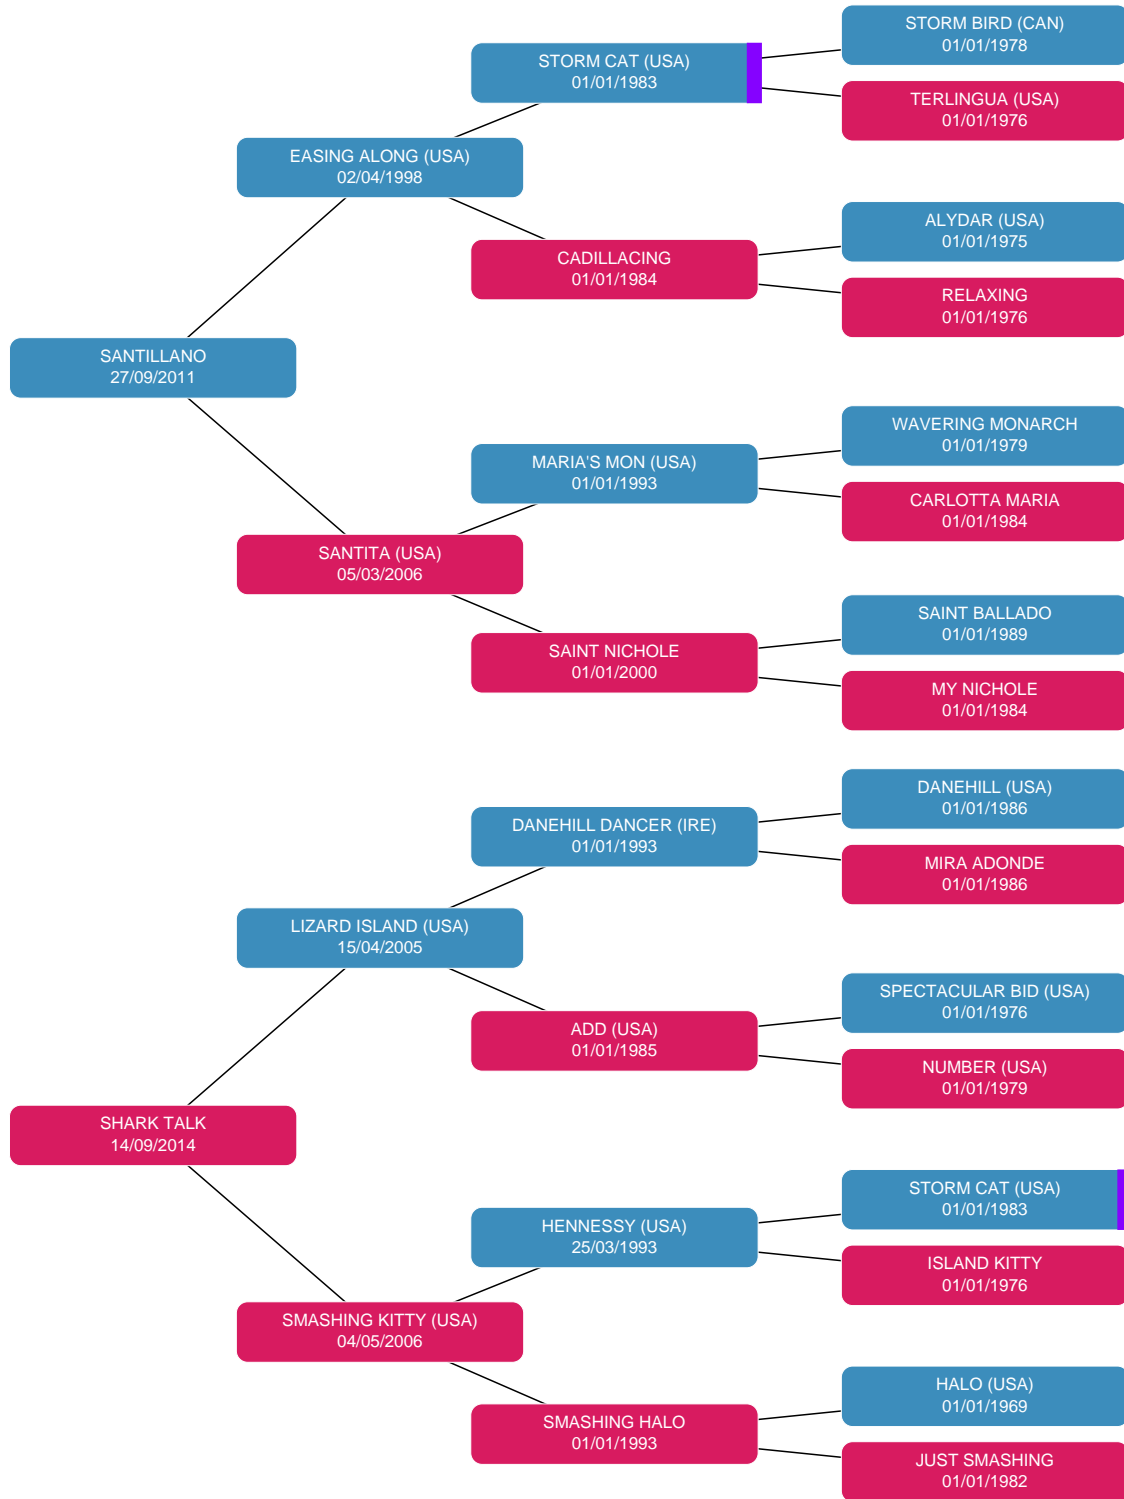 STORM BIRD (CAN)
01/01/1978
STORM CAT (USA)
01/01/1983
TERLINGUA (USA)
01/01/1976
EASING ALONG (USA)
02/04/1998
ALYDAR (USA)
01/01/1975
CADILLACING
01/01/1984
RELAXING
01/01/1976
SANTILLANO
27/09/2011
WAVERING MONARCH
01/01/1979
MARIA'S MON (USA)
01/01/1993
CARLOTTA MARIA
01/01/1984
SANTITA (USA)
05/03/2006
SAINT BALLADO
01/01/1989
SAINT NICHOLE
01/01/2000
MY NICHOLE
01/01/1984
DANEHILL (USA)
01/01/1986
DANEHILL DANCER (IRE)
01/01/1993
MIRA ADONDE
01/01/1986
LIZARD ISLAND (USA)
15/04/2005
SPECTACULAR BID (USA)
01/01/1976
ADD (USA)
01/01/1985
NUMBER (USA)
01/01/1979
SHARK TALK
14/09/2014
STORM CAT (USA)
01/01/1983
HENNESSY (USA)
25/03/1993
ISLAND KITTY
01/01/1976
SMASHING KITTY (USA)
04/05/2006
HALO (USA)
01/01/1969
SMASHING HALO
01/01/1993
JUST SMASHING
01/01/1982